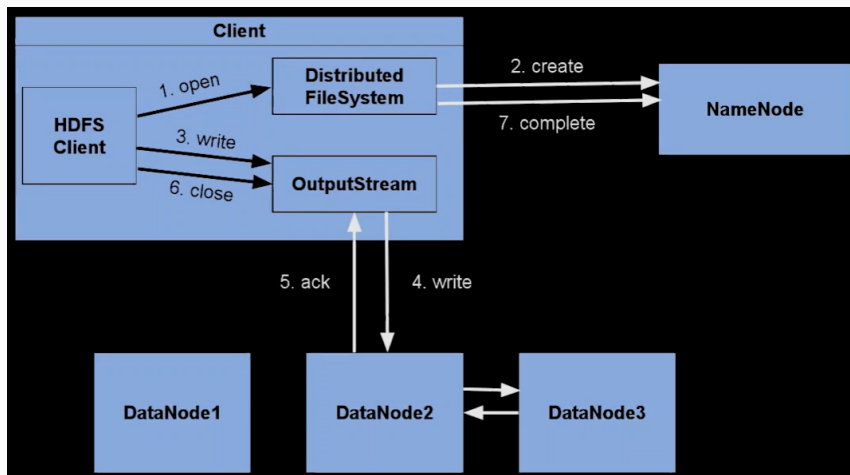 Client
1. open
Distributed
FileSystem
2. create
7. complete
NameNode
HDFS
Client
3. write
6. close
OutputStream
5. ack
4. write
DataNode1
DataNode2
DataNode3